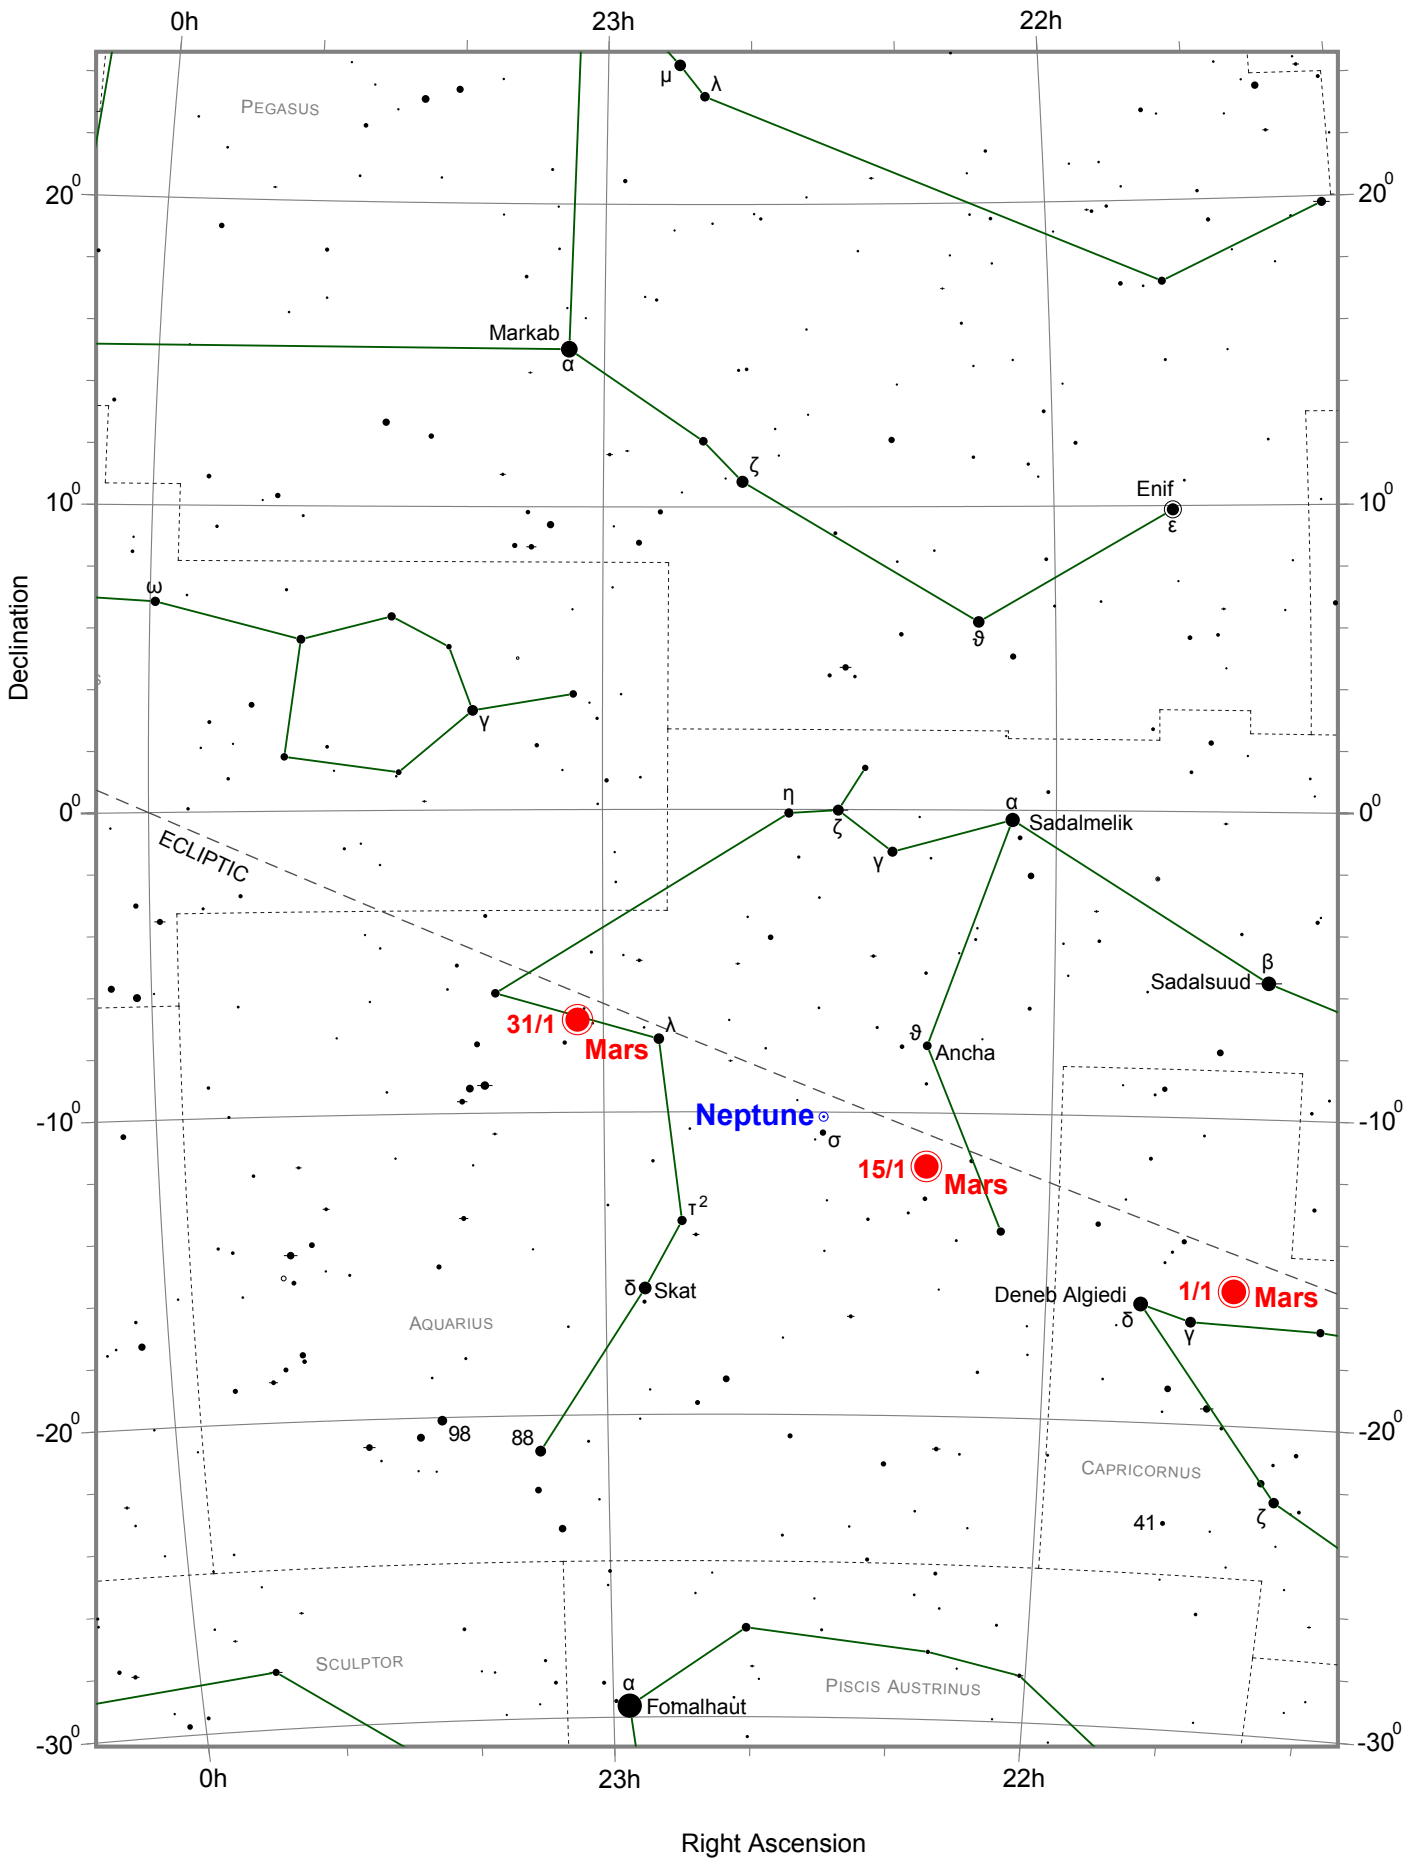 0h 23h 22h
μ λ
PEGASUS
20⁰ 20⁰
Markab
α
ζ
Enif
10⁰ 10⁰
ε
ω
ϑ
Declination
γ
η α
0⁰ 0⁰
ζ Sadalmelik
ECLIPTIC
γ
β
Sadalsuud
31/1 λ
Mars
ϑ
Ancha
Neptune
-10⁰ -10⁰
σ
15/1
Mars
τ²
δ Skat
Deneb Algiedi 1/1 Mars
δ
γ
AQUARIUS
-20⁰ 98 88 -20⁰
CAPRICORNUS
ζ
41
SCULPTOR
α PISCIS AUSTRINUS
Fomalhaut
-30⁰ -30⁰
0h 23h 22h
Right Ascension